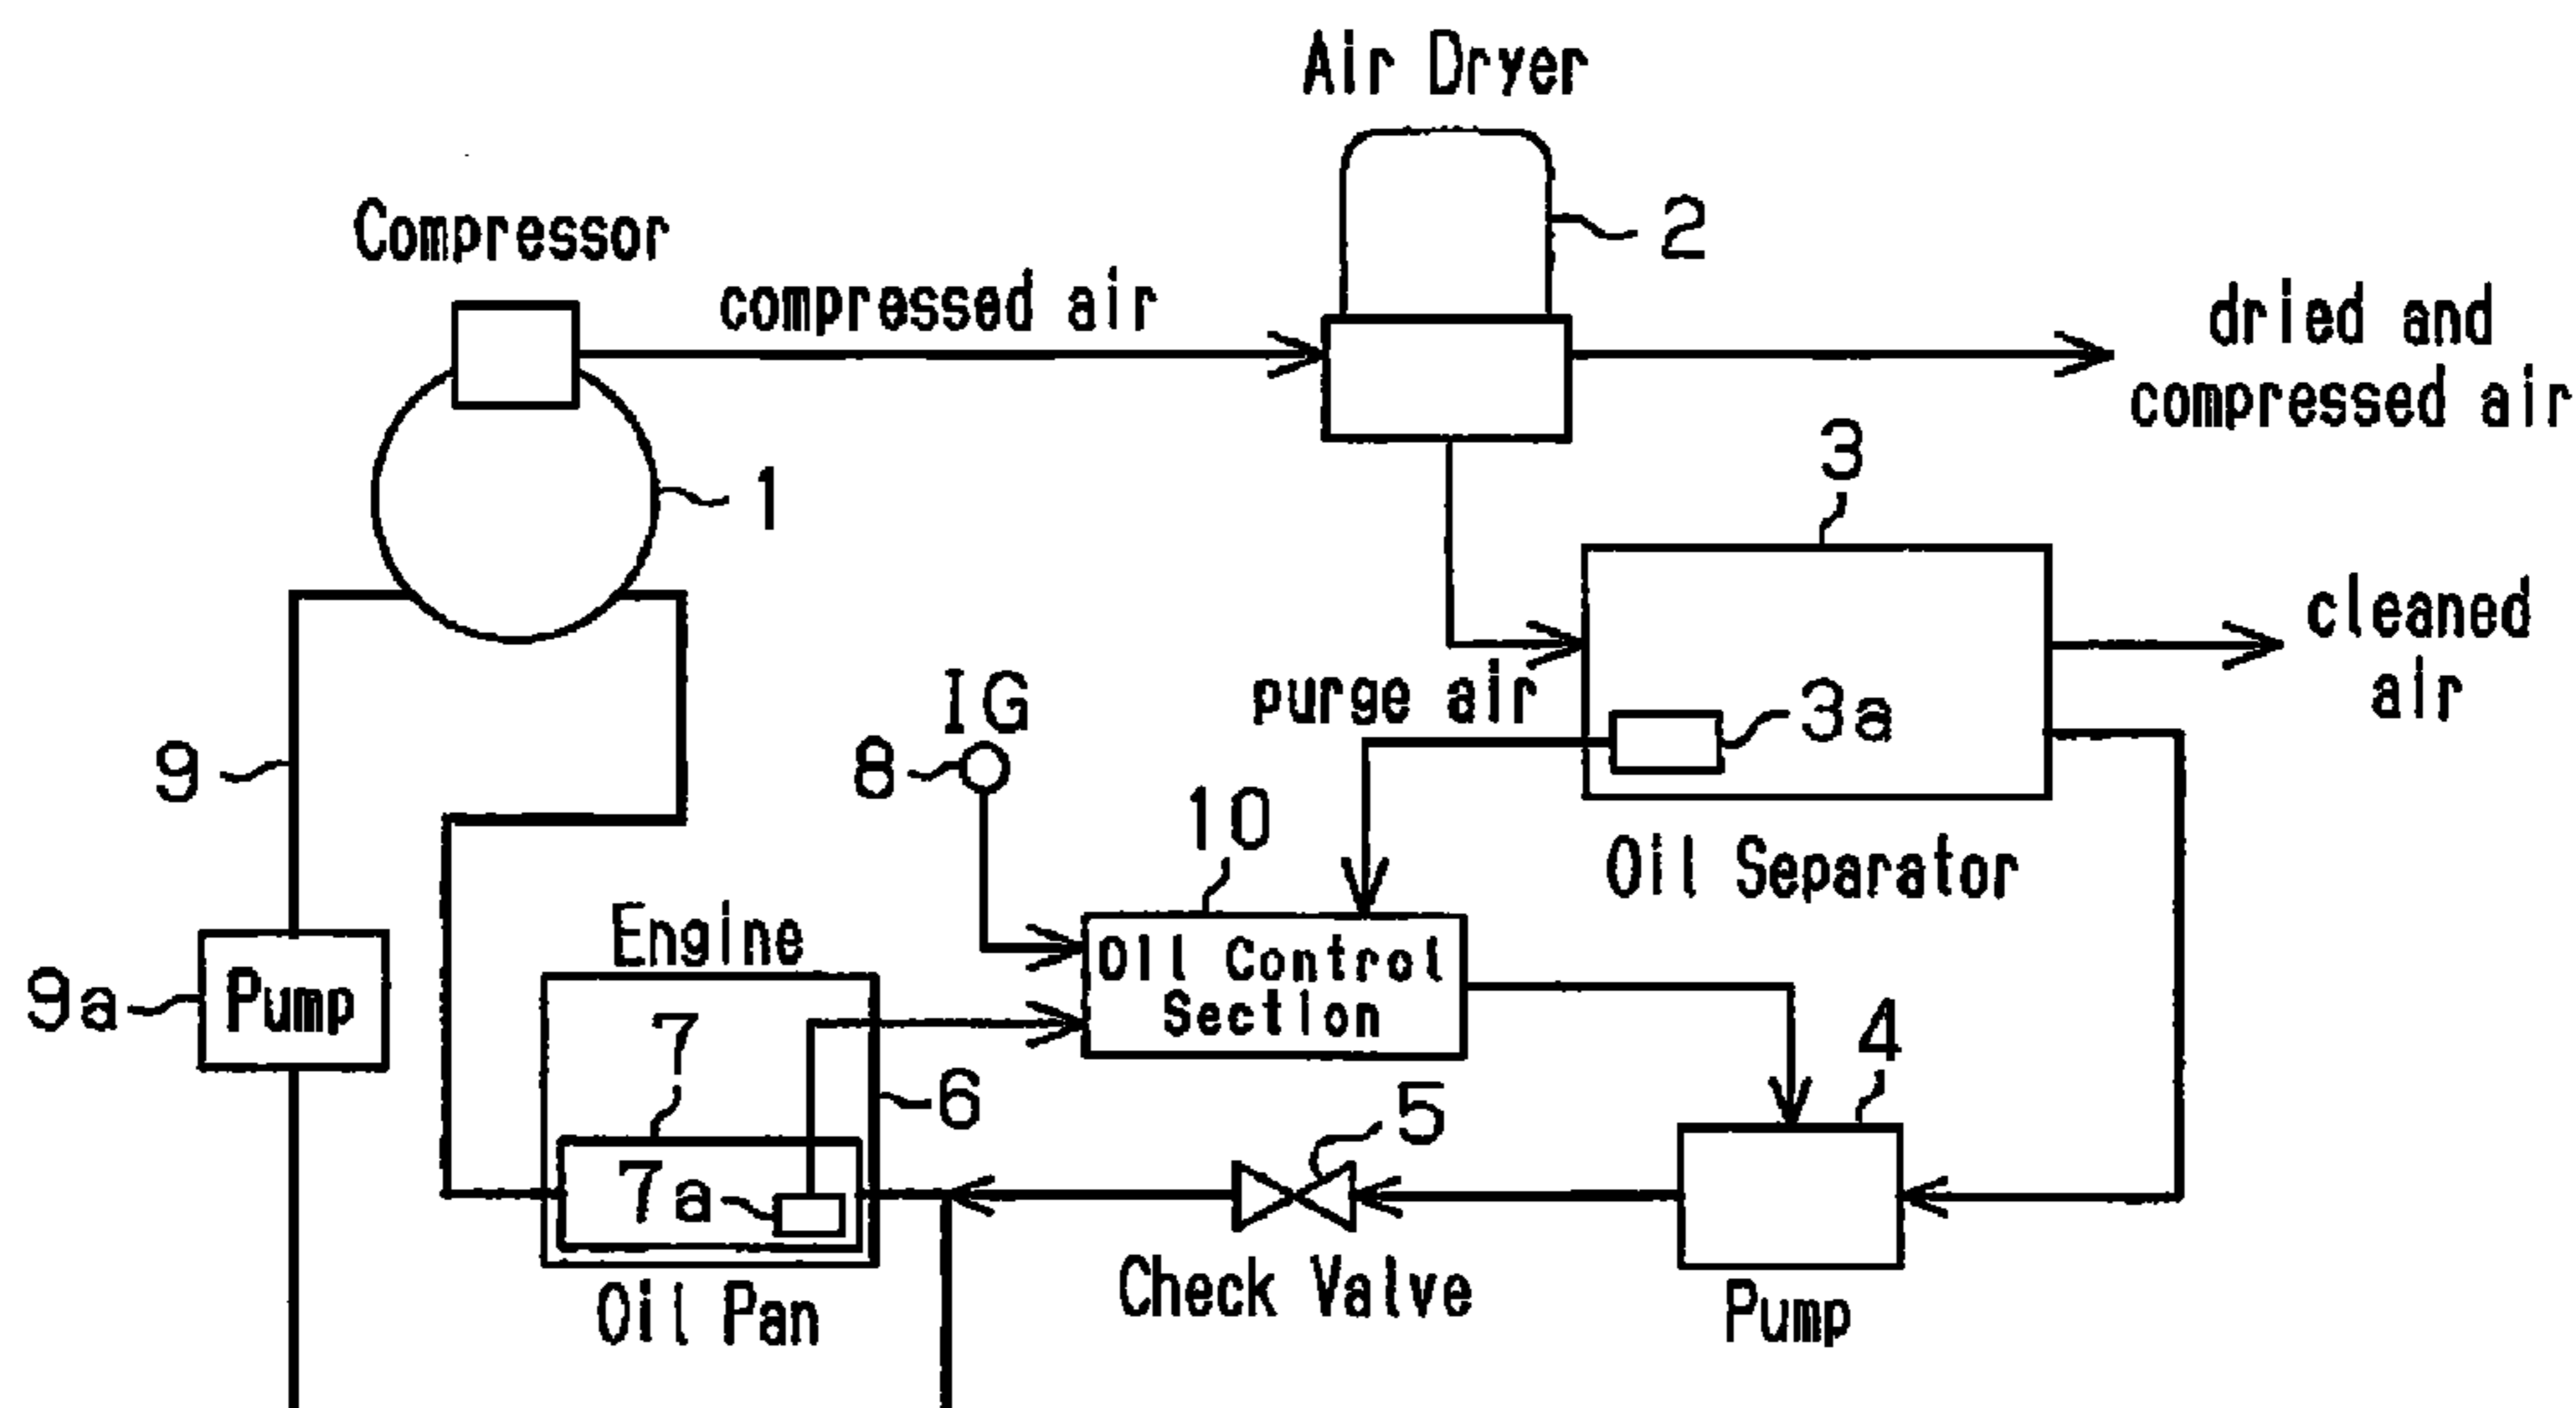 Air Dryer
2
Compressor
compressed air
dried and
compressed air
1
3
cleaned
air
purge air
3a
IG
8
9
10
Oil Separator
Engine
Oil Control
Section
9a
Pump
7
6
4
5
7a
Oil Pan
Check Valve
Pump